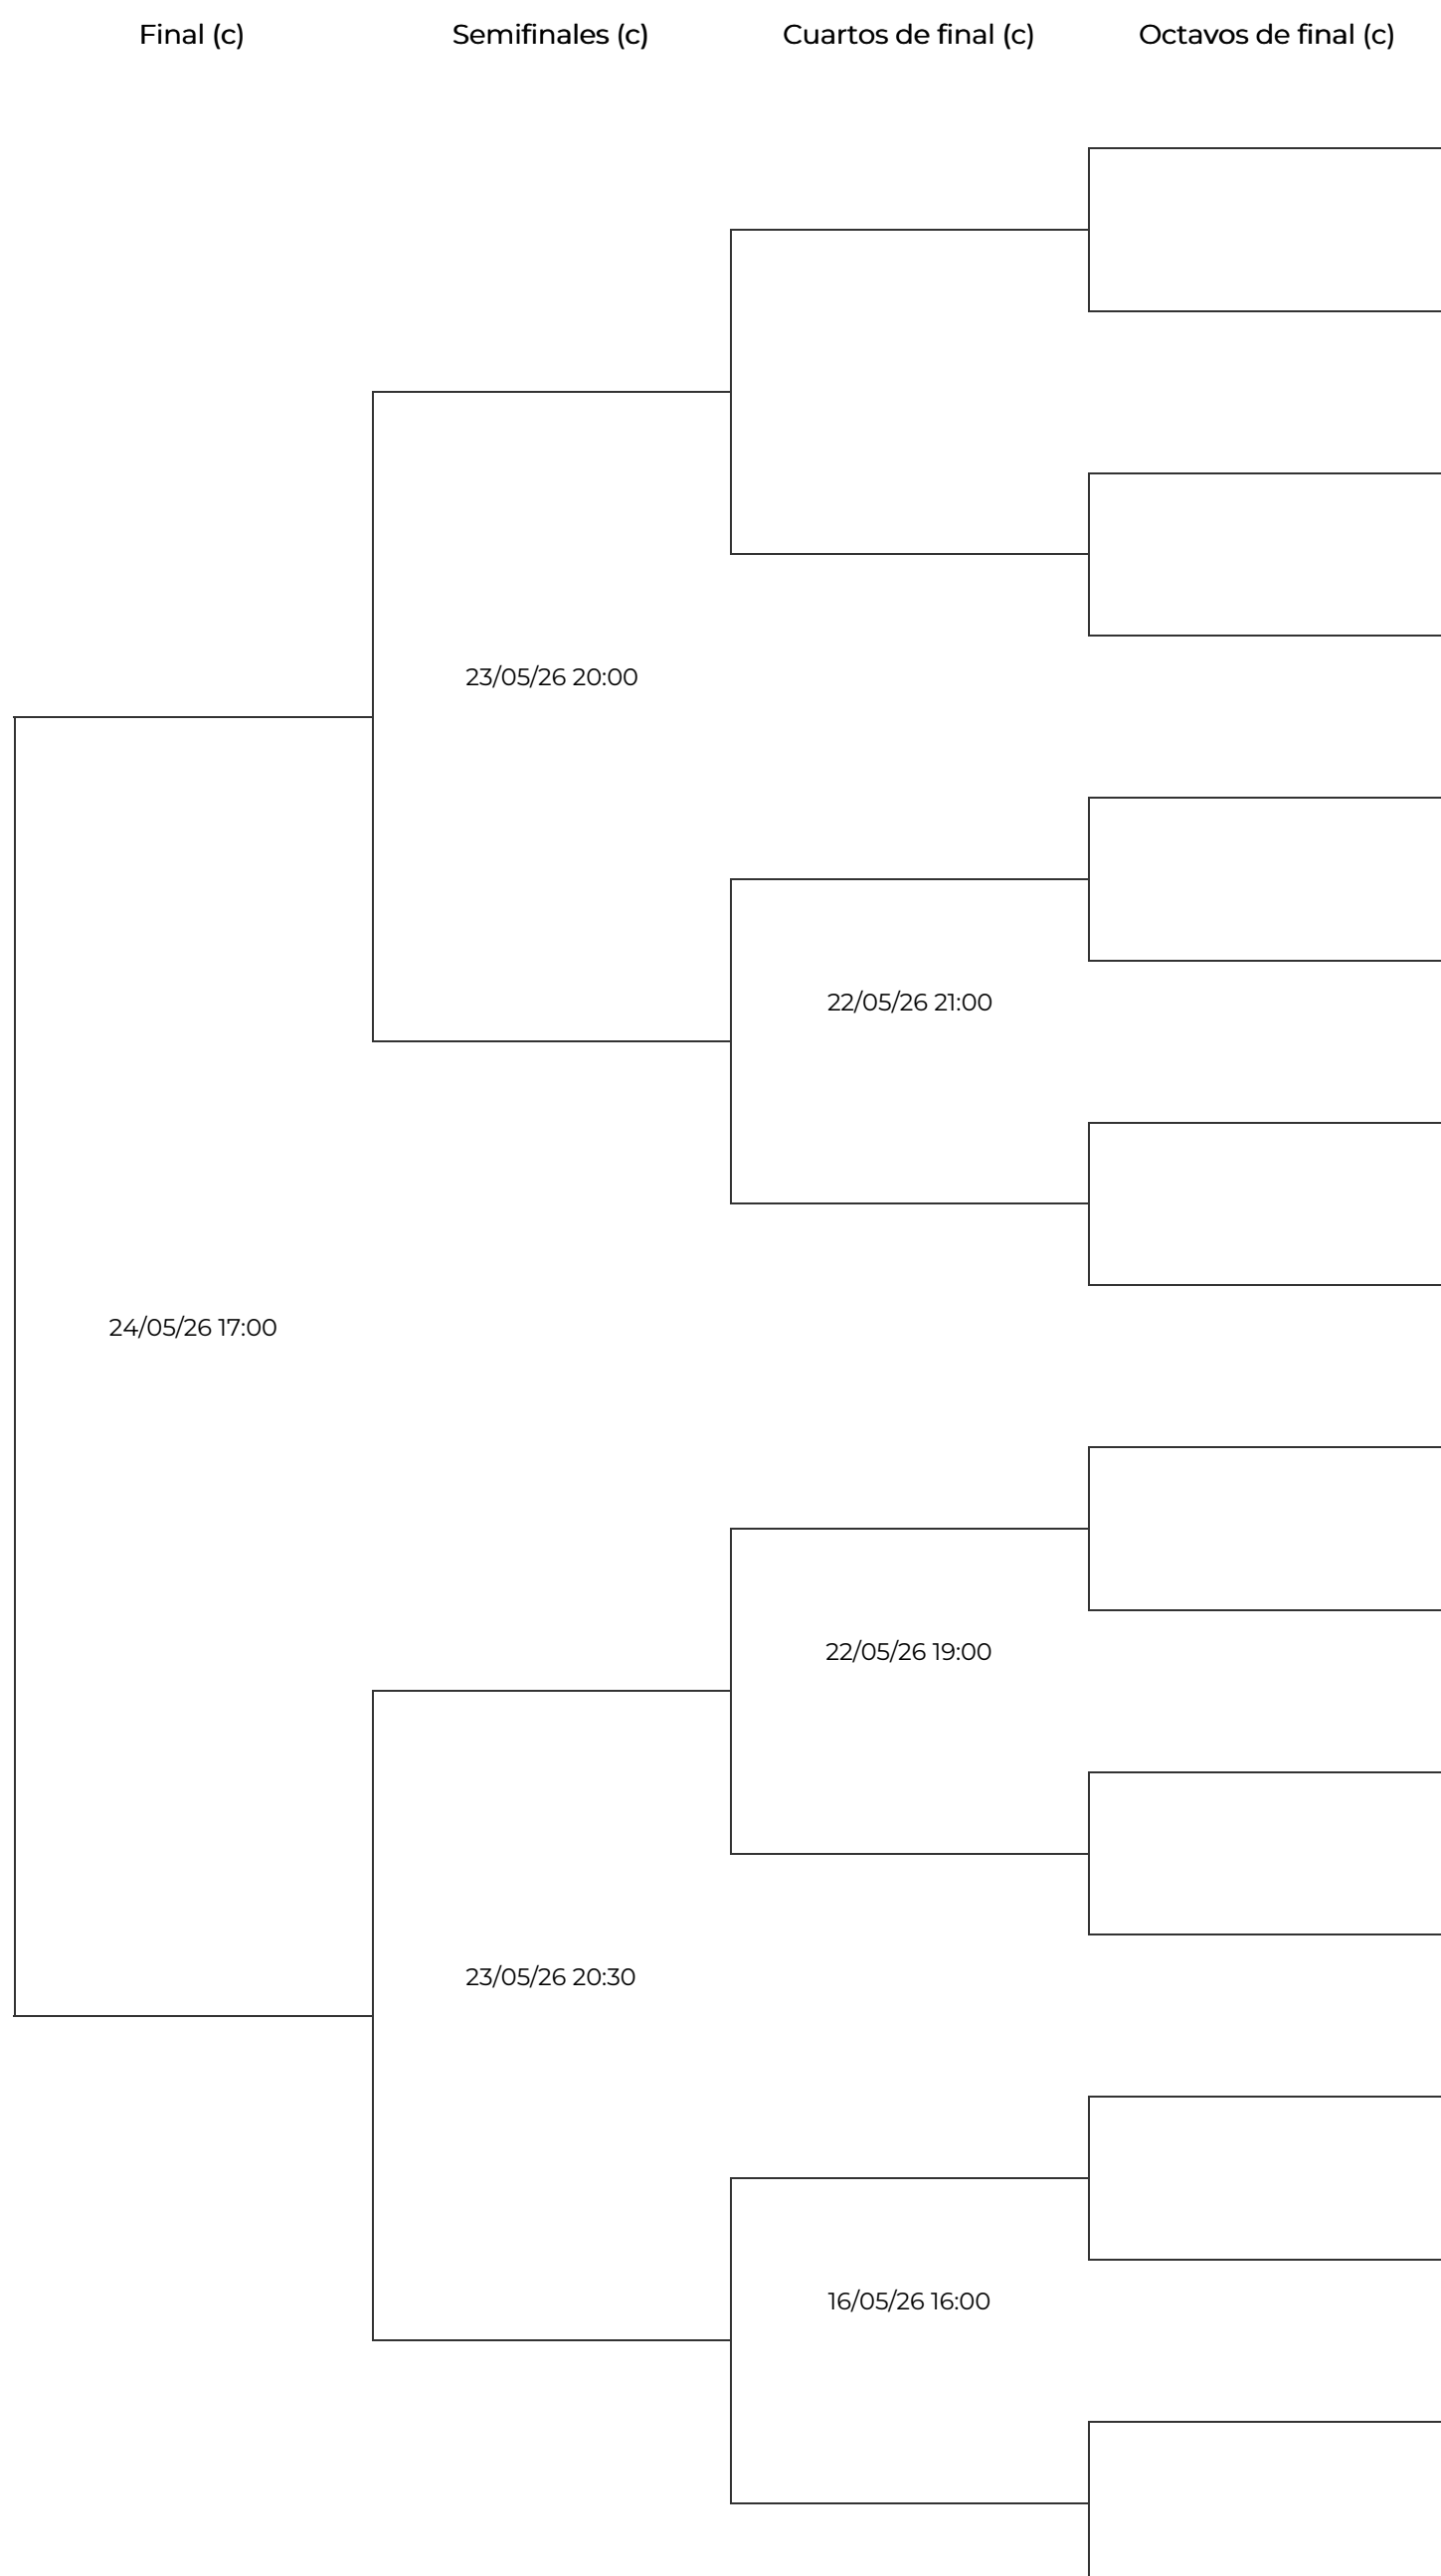 Final (c)
Semifinales (c)
Cuartos de final (c)
Octavos de final (c)
23/05/26 20:00
22/05/26 21:00
24/05/26 17:00
22/05/26 19:00
23/05/26 20:30
16/05/26 16:00